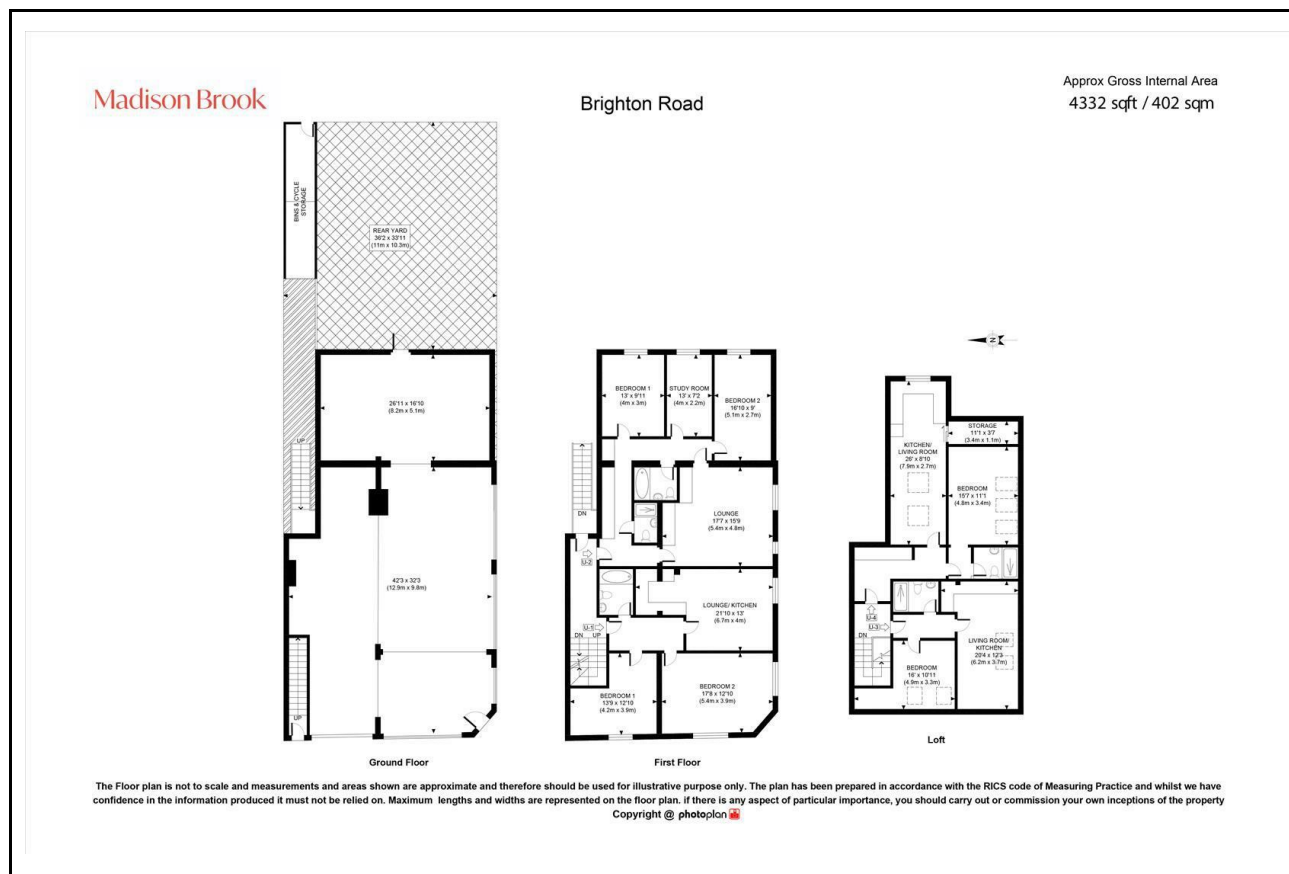 Madison Brook
Brighton Road
Approx Gross Internal Area
4332 sqft / 402 sqm
BINS & CYCLE
STORAGE
REAR YARD
36'2 x 33'11
(11m x 10.3m)
26'11 x 16'10
(8.2m x 5.1m)
UP
42'3 x 32'3
(12.9m x 9.8m)
UP
Ground Floor
BEDROOM 1
13' x 9'11
(4m x 3m)
STUDY ROOM
13' x 7'2
(4m x 2.2m)
BEDROOM 2
16'10 x 9'
(5.1m x 2.7m)
DN
U-2
LOUNGE
17'7 x 15'9
(5.4m x 4.8m)
LOUNGE/ KITCHEN
21'10 x 13'
(6.7m x 4m)
U-1
DN UP
BEDROOM 1
13'9 x 12'10
(4.2m x 3.9m)
BEDROOM 2
17'8 x 12'10
(5.4m x 3.9m)
First Floor
N
KITCHEN/
LIVING ROOM
26' x 8'10
(7.9m x 2.7m)
STORAGE
11'1 x 3'7
(3.4m x 1.1m)
BEDROOM
15'7 x 11'1
(4.8m x 3.4m)
U-4
U-3
DN
BEDROOM
16' x 10'11
(4.9m x 3.3m)
LIVING ROOM/
KITCHEN
20'4 x 12'3
(6.2m x 3.7m)
Loft
The Floor plan is not to scale and measurements and areas shown are approximate and therefore should be used for illustrative purpose only. The plan has been prepared in accordance with the RICS code of Measuring Practice and whilst we have
confidence in the information produced it must not be relied on. Maximum lengths and widths are represented on the floor plan. if there is any aspect of particular importance, you should carry out or commission your own inceptions of the property
Copyright @ photoplan